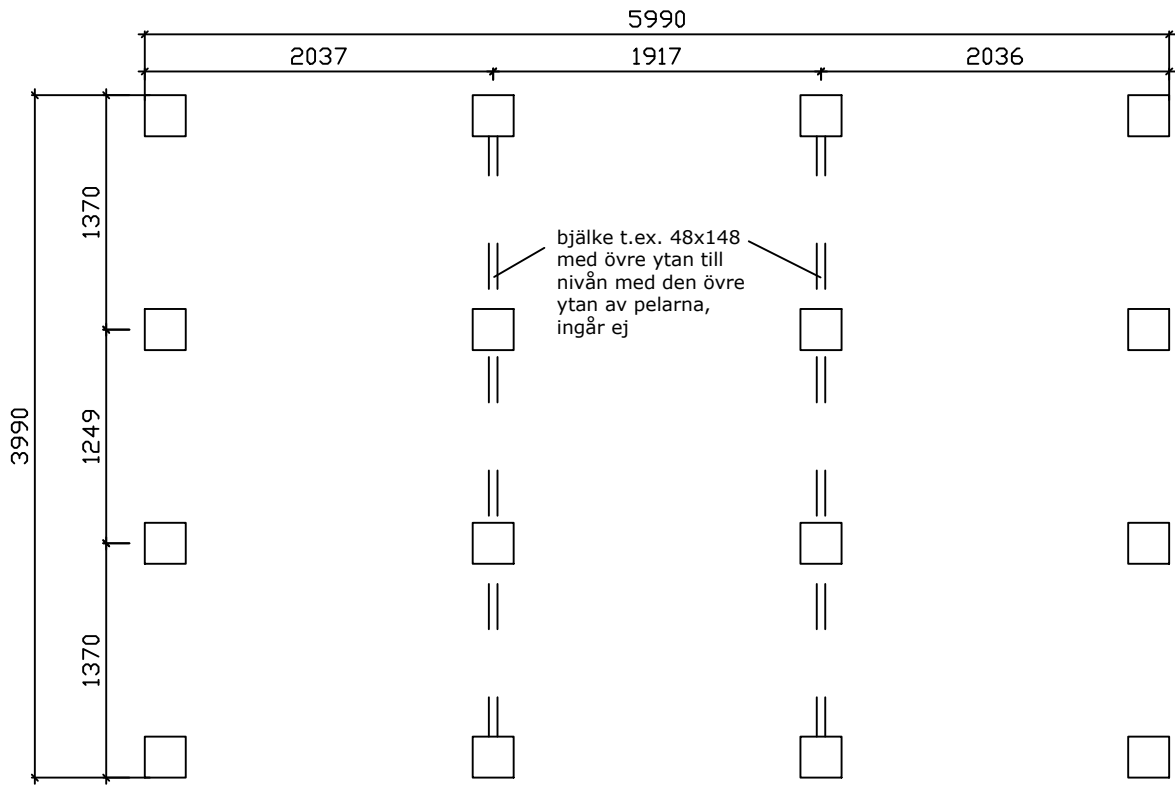 5990
2037
1917
2036
1370
bjälke t.ex. 48x148
med övre ytan till
nivån med den övre
ytan av pelarna,
ingår ej
3990
1249
1370